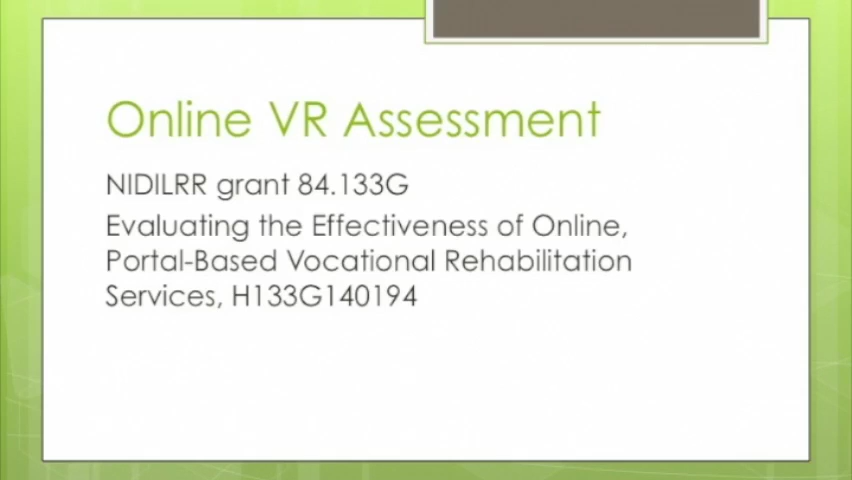 Online VR Assessment
NIDILRR grant 84.133G
Evaluating the Effectiveness of Online,
Portal-Based Vocational Rehabilitation
Services, H133G140194